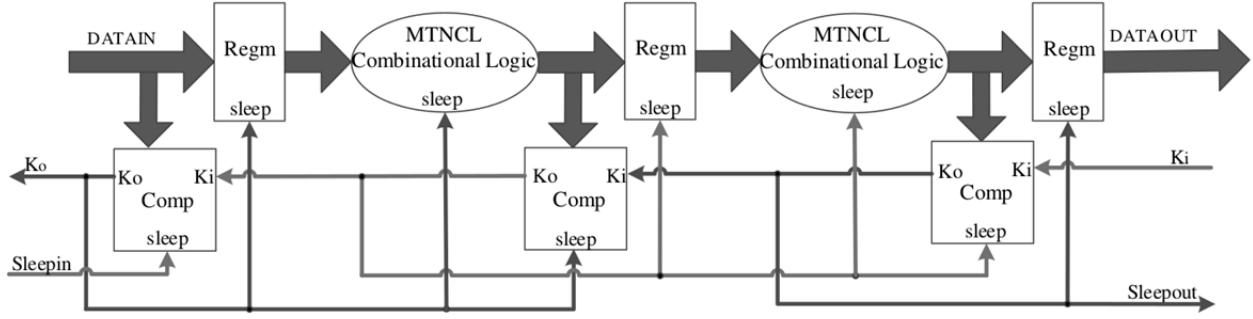 DATAIN
Regm
sleep
MTNCL
Combinational Logic
sleep
Regm
sleep
MTNCL
Combinational Logic
sleep
Regm
sleep
DATAOUT
Ko
Ko
Ki
Comp
sleep
Ko
Ki
Comp
sleep
Ko
Ki
Comp
sleep
Ki
Sleepin
Sleepout